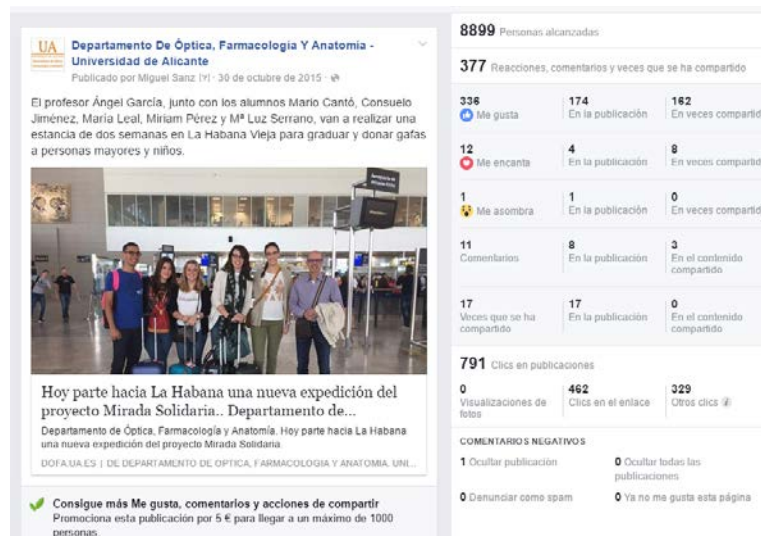 UA
Departamento De Óptica, Farmacología Y Anatomía -
Universidad de Alicante
Publicado por Miguel Sanz [?] · 30 de octubre de 2015 ·
El profesor Ángel García, junto con los alumnos Mario Cantó, Consuelo
Jiménez, María Leal, Miriam Pérez y Mª Luz Serrano, van a realizar una
estancia de dos semanas en La Habana Vieja para graduar y donar gafas
a personas mayores y niños.
Hoy parte hacia La Habana una nueva expedición del
proyecto Mirada Solidaria.. Departamento de...
Departamento de Óptica, Farmacología y Anatomía. Hoy parte hacia La Habana
una nueva expedición del proyecto Mirada Solidaria.
DOFA.UA.ES | DE DEPARTAMENTO DE OPTICA, FARMACOLOGIA Y ANATOMIA. UNI...
Consigue más Me gusta, comentarios y acciones de compartir
Promociona esta publicación por 5 € para llegar a un máximo de 1000
personas.
8899 Personas alcanzadas
377 Reacciones, comentarios y veces que se ha compartido
336 174 162
Me gusta En la publicación En veces compartid
12 4 8
Me encanta En la publicación En veces compartid
1 1 0
Me asombra En la publicación En veces compartid
11 8 3
Comentarios En la publicación En el contenido
compartido
17 17 0
Veces que se ha En la publicación En el contenido
compartido compartido
791 Clics en publicaciones
0 462 329
Visualizaciones de Clics en el enlace Otros clics
fotos
COMENTARIOS NEGATIVOS
1 Ocultar publicación 0 Ocultar todas las
publicaciones
0 Denunciar como spam 0 Ya no me gusta esta página